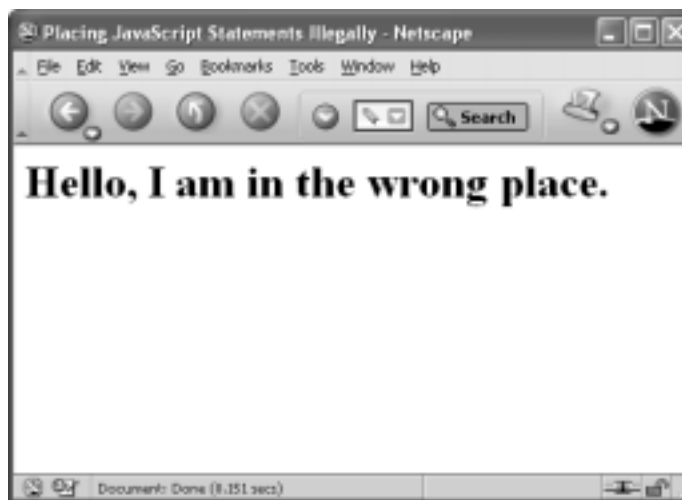 Placing JavaScript Statements Illegally - Netscape
File Edit View Go Bookmarks Tools Window Help
Search
N
Hello, I am in the wrong place.
Document: Done (0.151 secs)